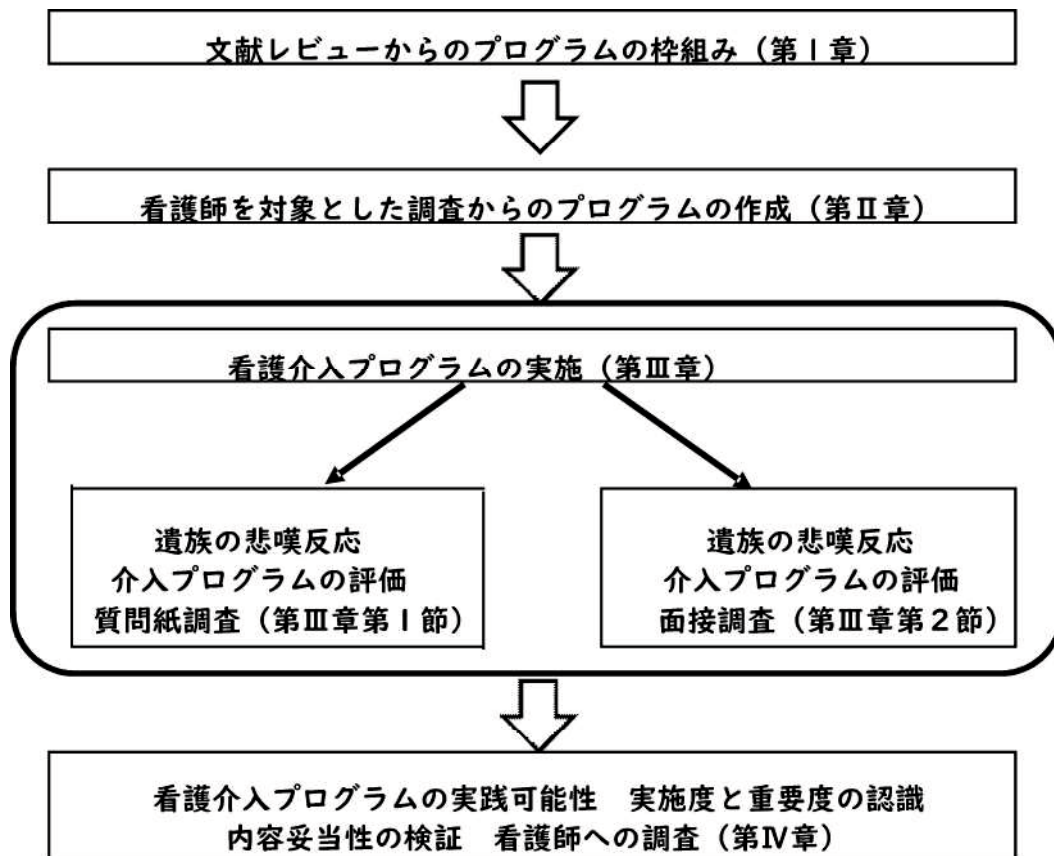 文献レビューからのプログラムの枠組み（第Ⅰ章）
看護師を対象とした調査からのプログラムの作成（第Ⅱ章）
看護介入プログラムの実施（第Ⅲ章）
遺族の悲嘆反応
介入プログラムの評価
質問紙調査（第Ⅲ章第１節）
遺族の悲嘆反応
介入プログラムの評価
面接調査（第Ⅲ章第２節）
看護介入プログラムの実践可能性　実施度と重要度の認識
内容妥当性の検証　看護師への調査（第Ⅳ章）